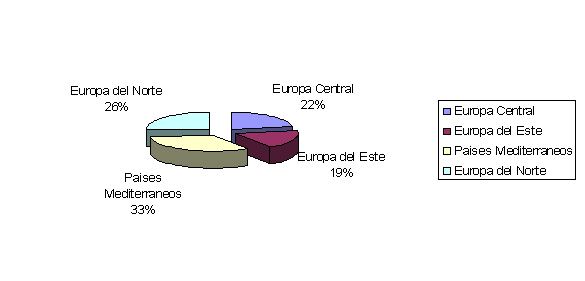 Europa del Norte
26%
Europa Central
22%
Europa del Este
19%
Paises
Mediterraneos
33%
Europa Central
Europa del Este
Paises Mediterraneos
Europa del Norte